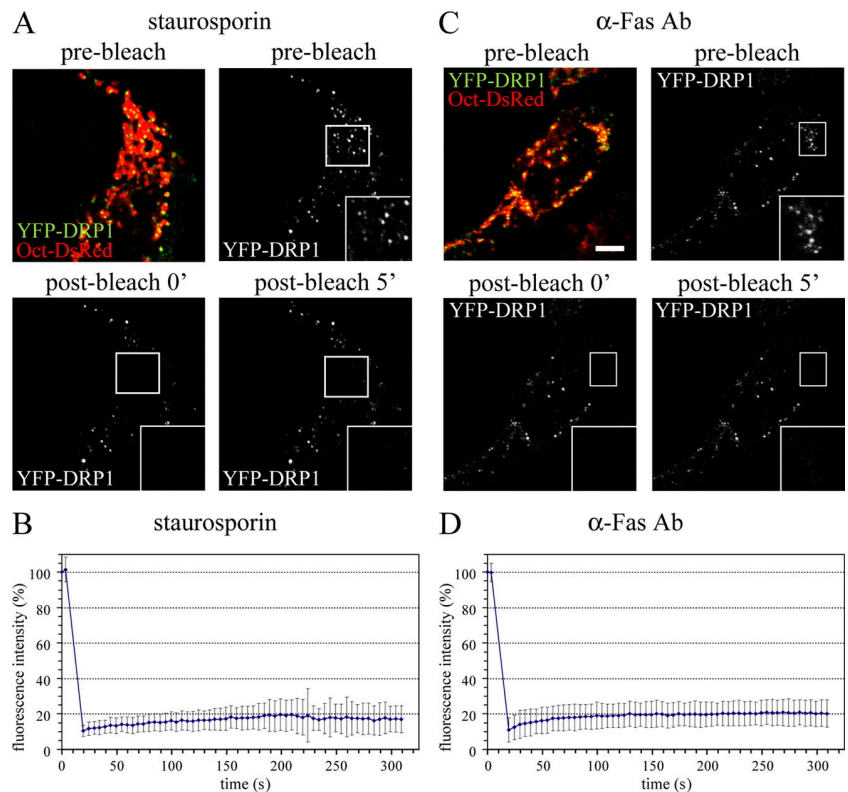 A staurosporin
pre-bleach pre-bleach
YFP-DRP1
Oct-DsRed
YFP-DRP1
post-bleach 0' post-bleach 5'
YFP-DRP1 YFP-DRP1
C α-Fas Ab
pre-bleach pre-bleach
YFP-DRP1
Oct-DsRed
YFP-DRP1
post-bleach 0' post-bleach 5'
YFP-DRP1 YFP-DRP1
B staurosporin
fluorescence intensity (%)
100
80
60
40
20
0
0 50 100 150 200 250 300
time (s)
D α-Fas Ab
fluorescence intensity (%)
100
80
60
40
20
0
0 50 100 150 200 250 300
time (s)